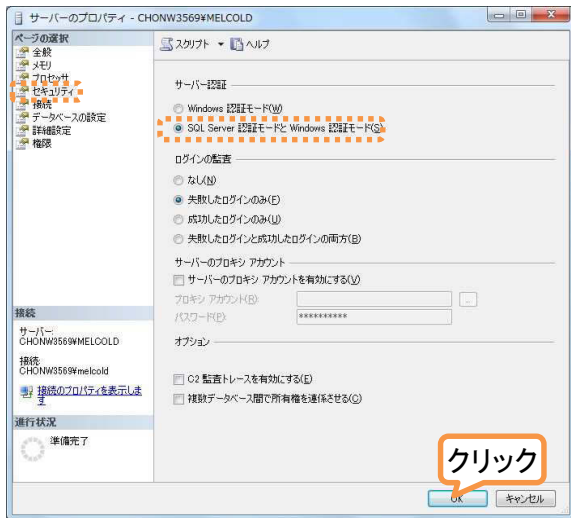 サーバーのプロパティ - CHONW3569¥MELCOLD
ページの選択
全般
メモリ
プロセッサ
セキュリティ
接続
データベースの設定
詳細設定
権限
スクリプト
ヘルプ
サーバー認証
Windows 認証モード(W)
SQL Server 認証モードと Windows 認証モード(S)
ログインの監査
なし(N)
失敗したログインのみ(F)
成功したログインのみ(U)
失敗したログインと成功したログインの両方(B)
サーバーのプロキシ アカウント
サーバーのプロキシ アカウントを有効にする(V)
プロキシ アカウント(R):
...
パスワード(P):
**********
オプション
C2 監査トレースを有効にする(E)
複数データベース間で所有権を連係させる(C)
接続
サーバー:
CHONW3569¥MELCOLD
接続:
CHONW3569¥melcold
接続のプロパティを表示しま
す
進行状況
準備完了
クリック
OK
キャンセル